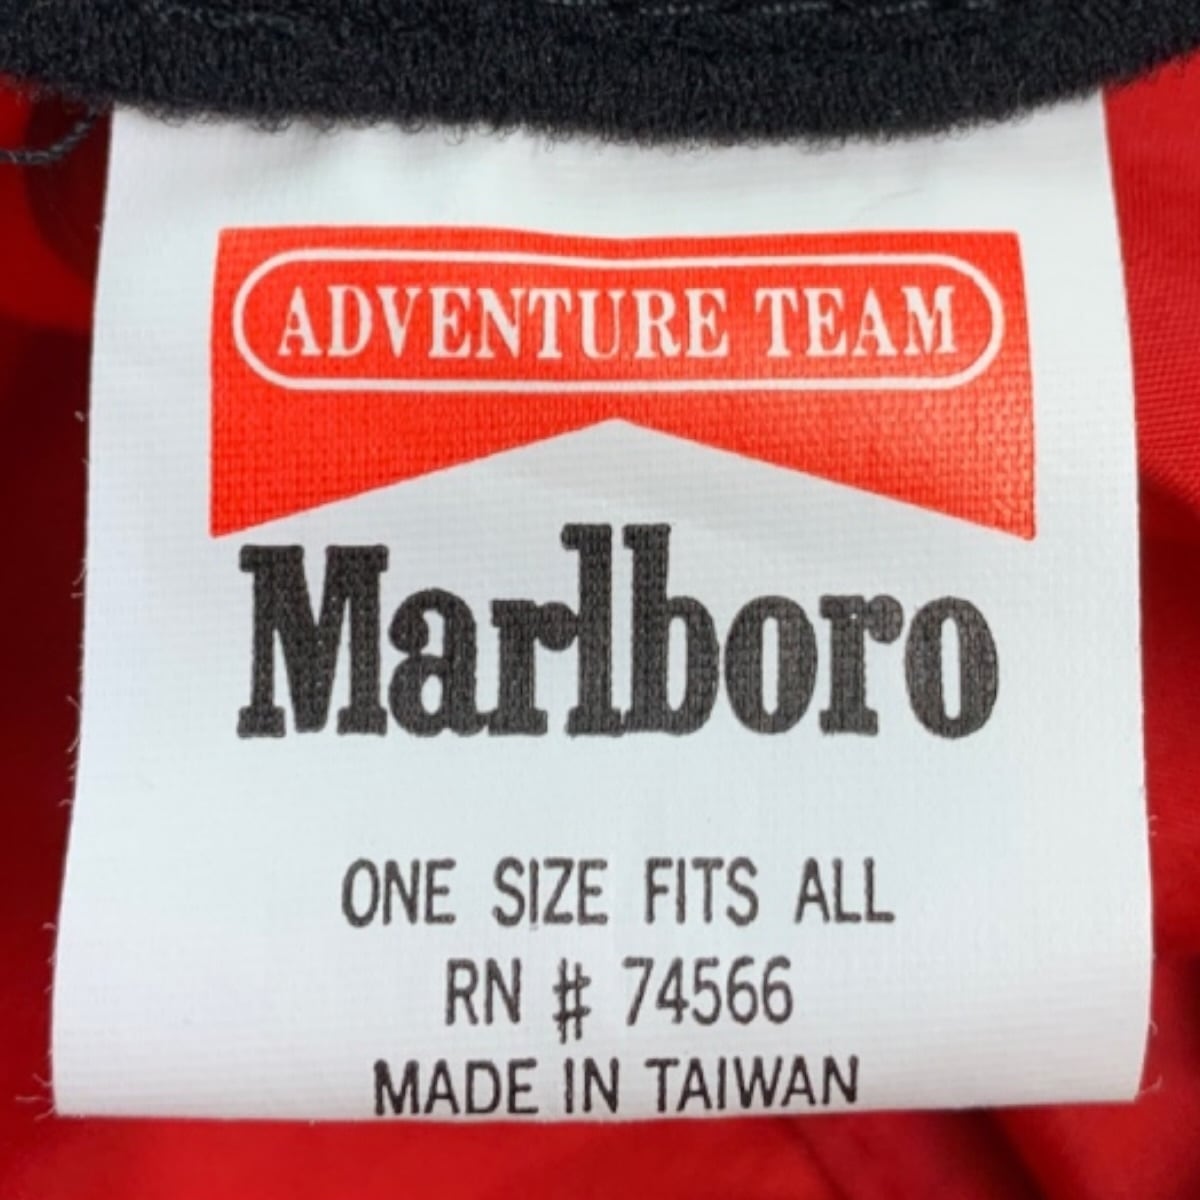 ADVENTURE TEAM
Marlboro
ONE SIZE FITS ALL
RN # 74566
MADE IN TAIWAN